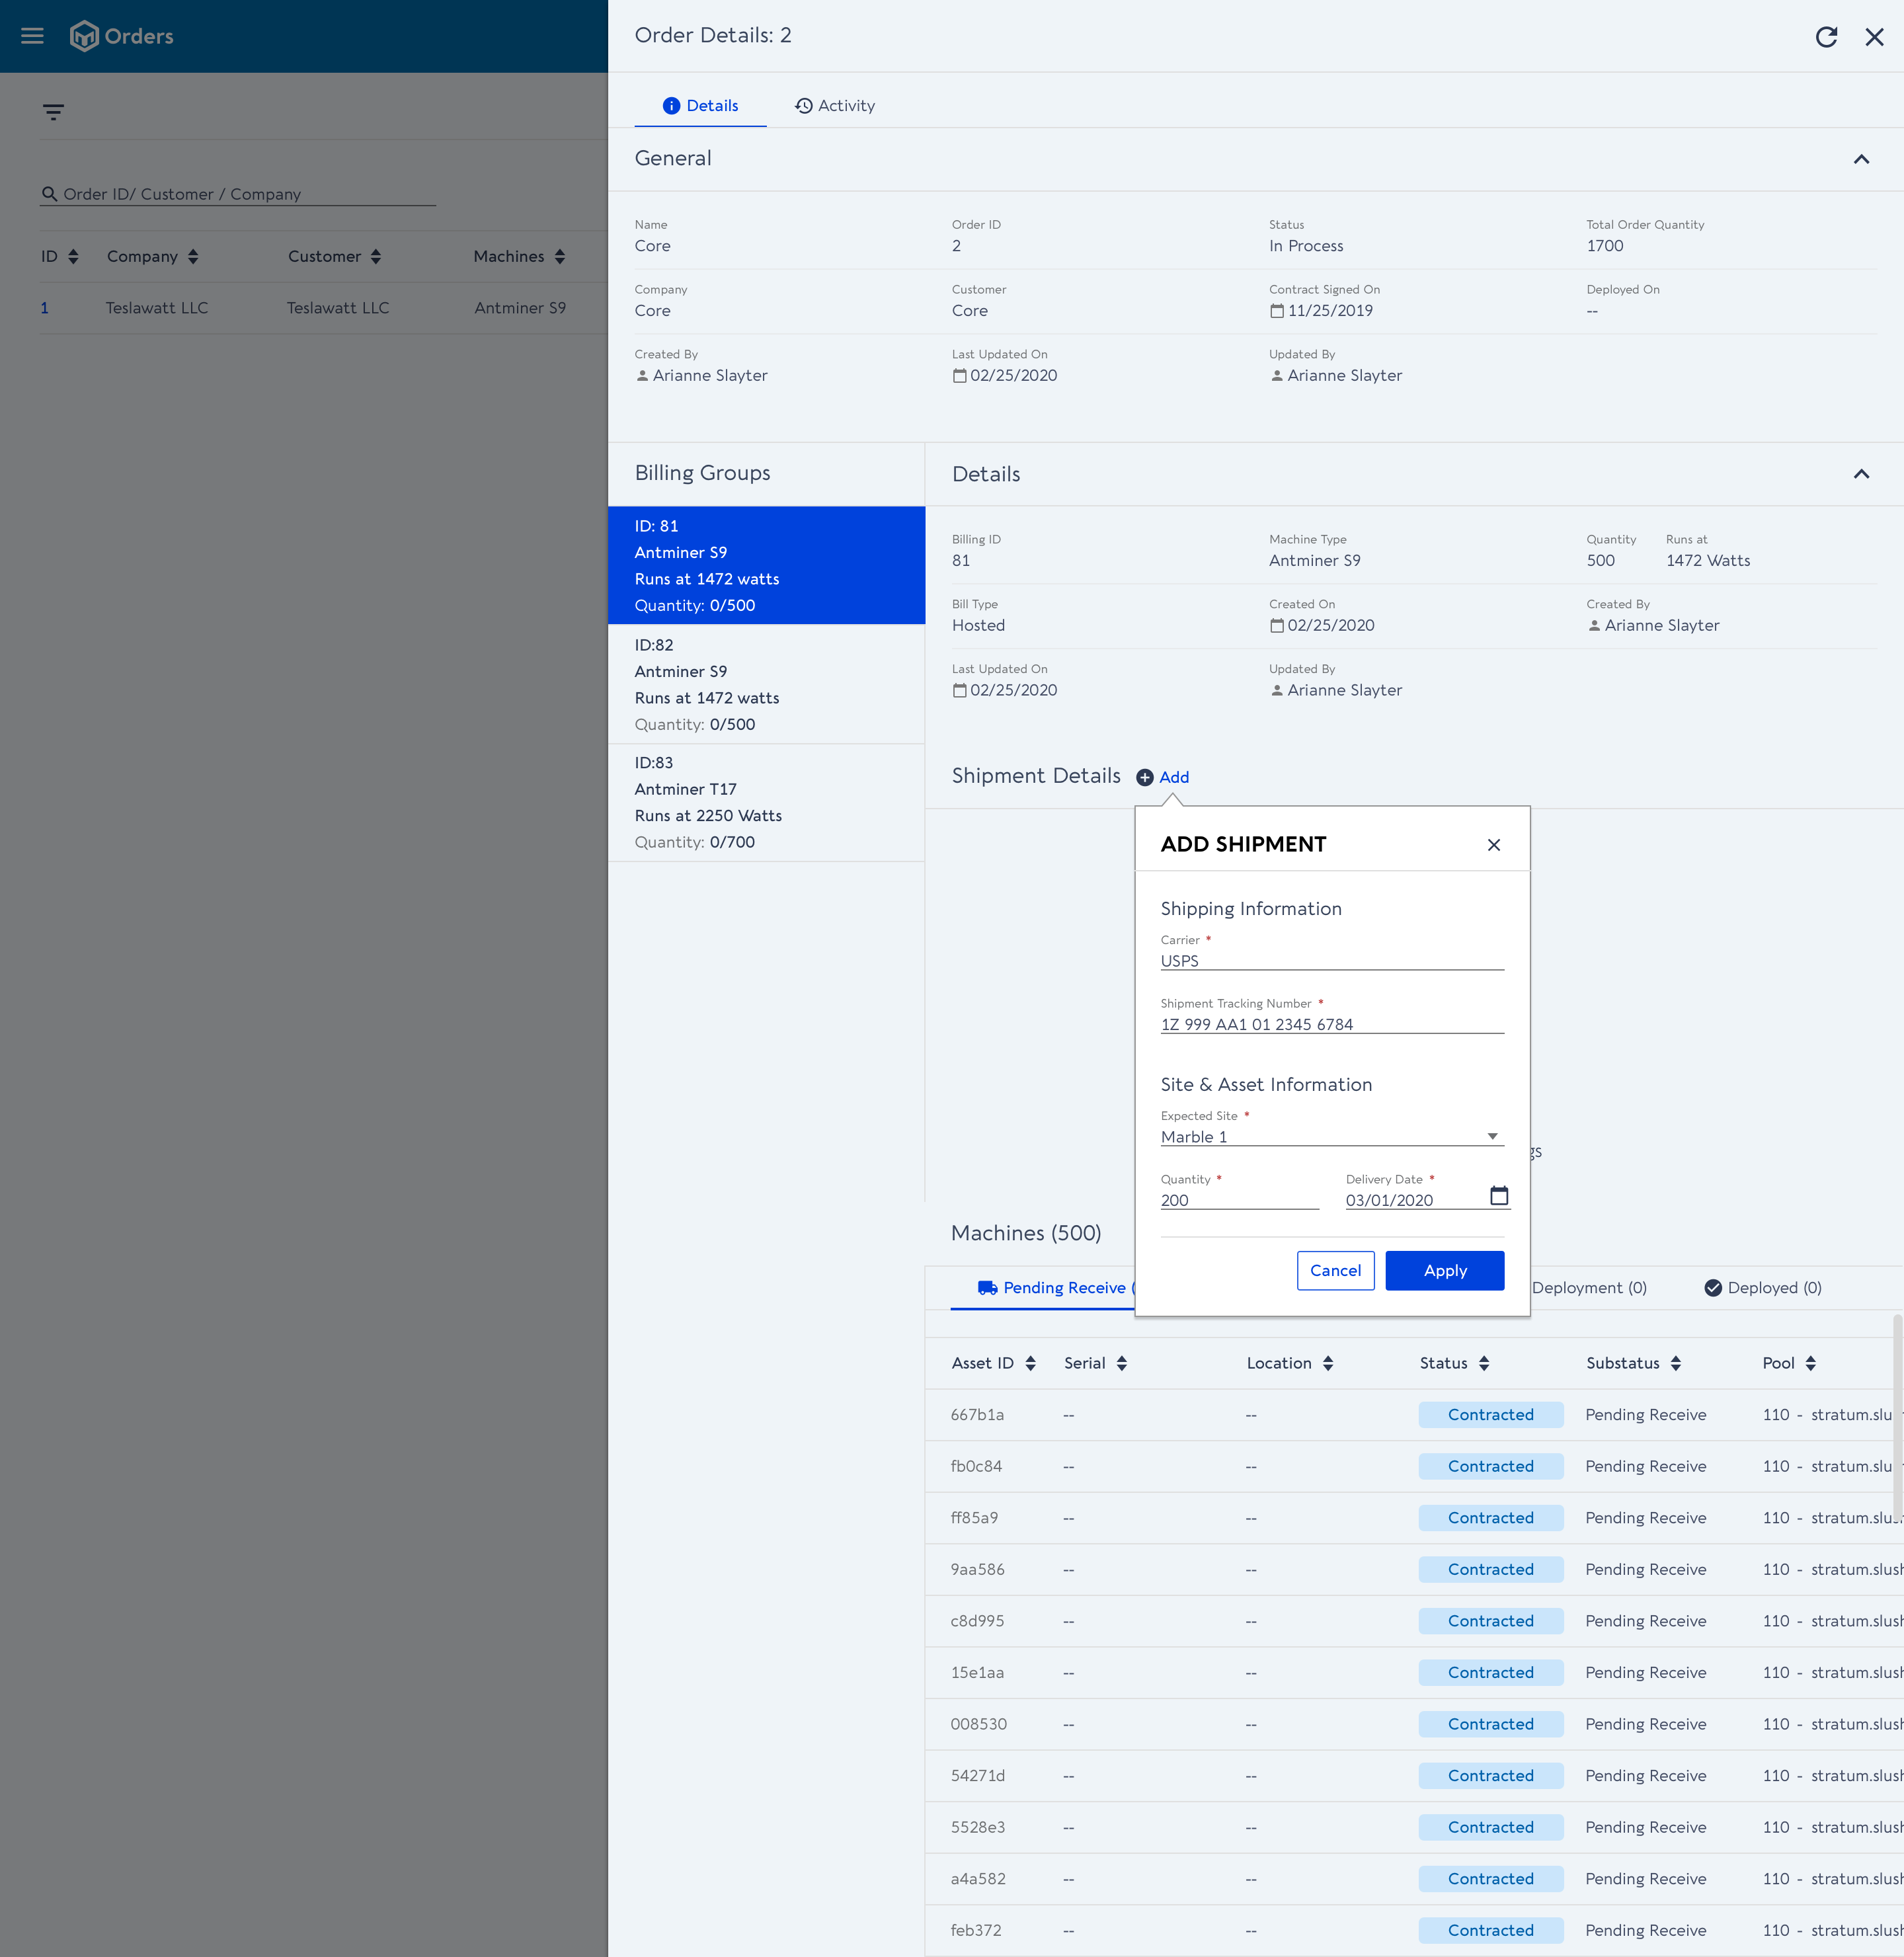 Orders
Order ID/ Customer / Company
ID Company Customer Machines
1 Teslawatt LLC Teslawatt LLC Antminer S9
Order Details: 2
Details Activity
General
Name Order ID Status Total Order Quantity
Core 2 In Process 1700
Company Customer Contract Signed On Deployed On
Core Core 11/25/2019 --
Created By Last Updated On Updated By
Arianne Slayter 02/25/2020 Arianne Slayter
Billing Groups
ID: 81
Antminer S9
Runs at 1472 watts
Quantity: 0/500
ID:82
Antminer S9
Runs at 1472 watts
Quantity: 0/500
ID:83
Antminer T17
Runs at 2250 Watts
Quantity: 0/700
Details
Billing ID Machine Type Quantity Runs at
81 Antminer S9 500 1472 Watts
Bill Type Created On Created By
Hosted 02/25/2020 Arianne Slayter
Last Updated On Updated By
02/25/2020 Arianne Slayter
Shipment Details Add
ADD SHIPMENT
Shipping Information
Carrier *
USPS
Shipment Tracking Number *
1Z 999 AA1 01 2345 6784
Site & Asset Information
Expected Site *
Marble 1
Quantity * Delivery Date *
200 03/01/2020
Cancel Apply
Machines (500)
Pending Receive ( Deployment (0) Deployed (0)
Asset ID Serial Location Status Substatus Pool
667b1a -- -- Contracted Pending Receive 110 - stratum.slu
fb0c84 -- -- Contracted Pending Receive 110 - stratum.slu
ff85a9 -- -- Contracted Pending Receive 110 - stratum.slu
9aa586 -- -- Contracted Pending Receive 110 - stratum.slush
c8d995 -- -- Contracted Pending Receive 110 - stratum.slush
15e1aa -- -- Contracted Pending Receive 110 - stratum.slush
008530 -- -- Contracted Pending Receive 110 - stratum.slush
54271d -- -- Contracted Pending Receive 110 - stratum.slush
5528e3 -- -- Contracted Pending Receive 110 - stratum.slush
a4a582 -- -- Contracted Pending Receive 110 - stratum.slush
feb372 -- -- Contracted Pending Receive 110 - stratum.slush